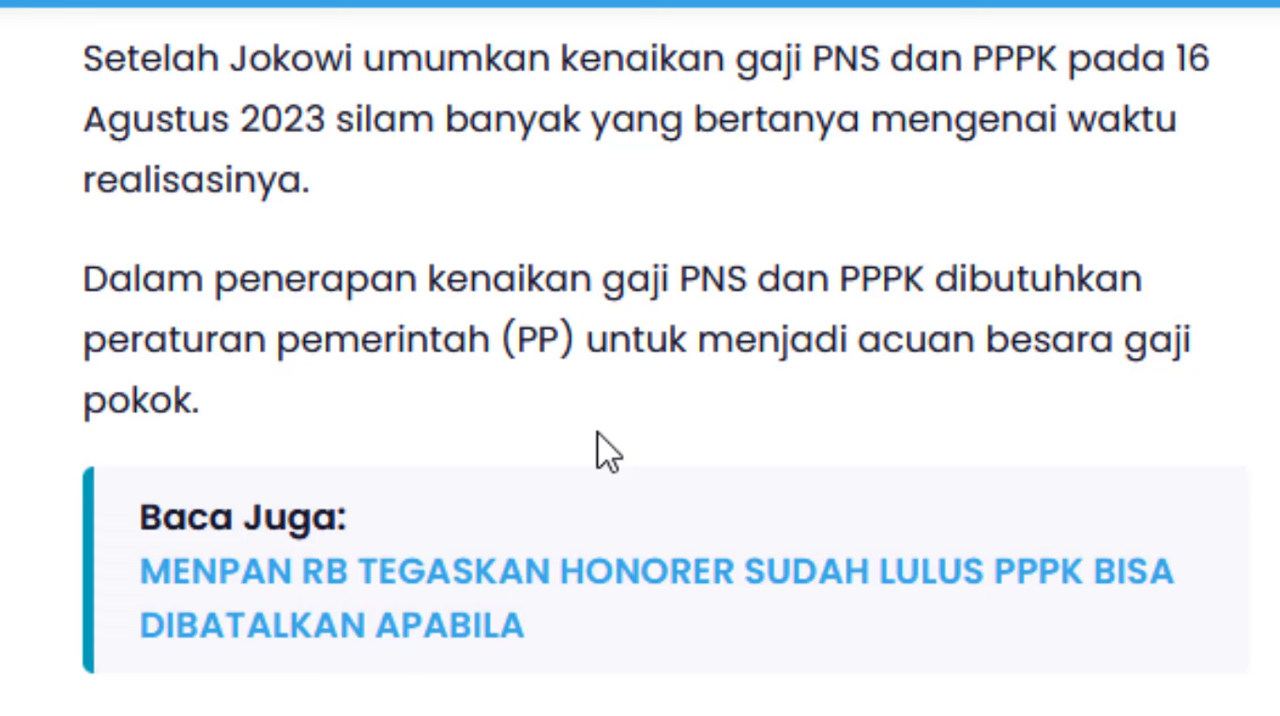 Setelah Jokowi umumkan kenaikan gaji PNS dan PPPK pada 16
Agustus 2023 silam banyak yang bertanya mengenai waktu
realisasinya.
Dalam penerapan kenaikan gaji PNS dan PPPK dibutuhkan
peraturan pemerintah (PP) untuk menjadi acuan besara gaji
pokok.
Baca Juga:
MENPAN RB TEGASKAN HONORER SUDAH LULUS PPPK BISA
DIBATALKAN APABILA